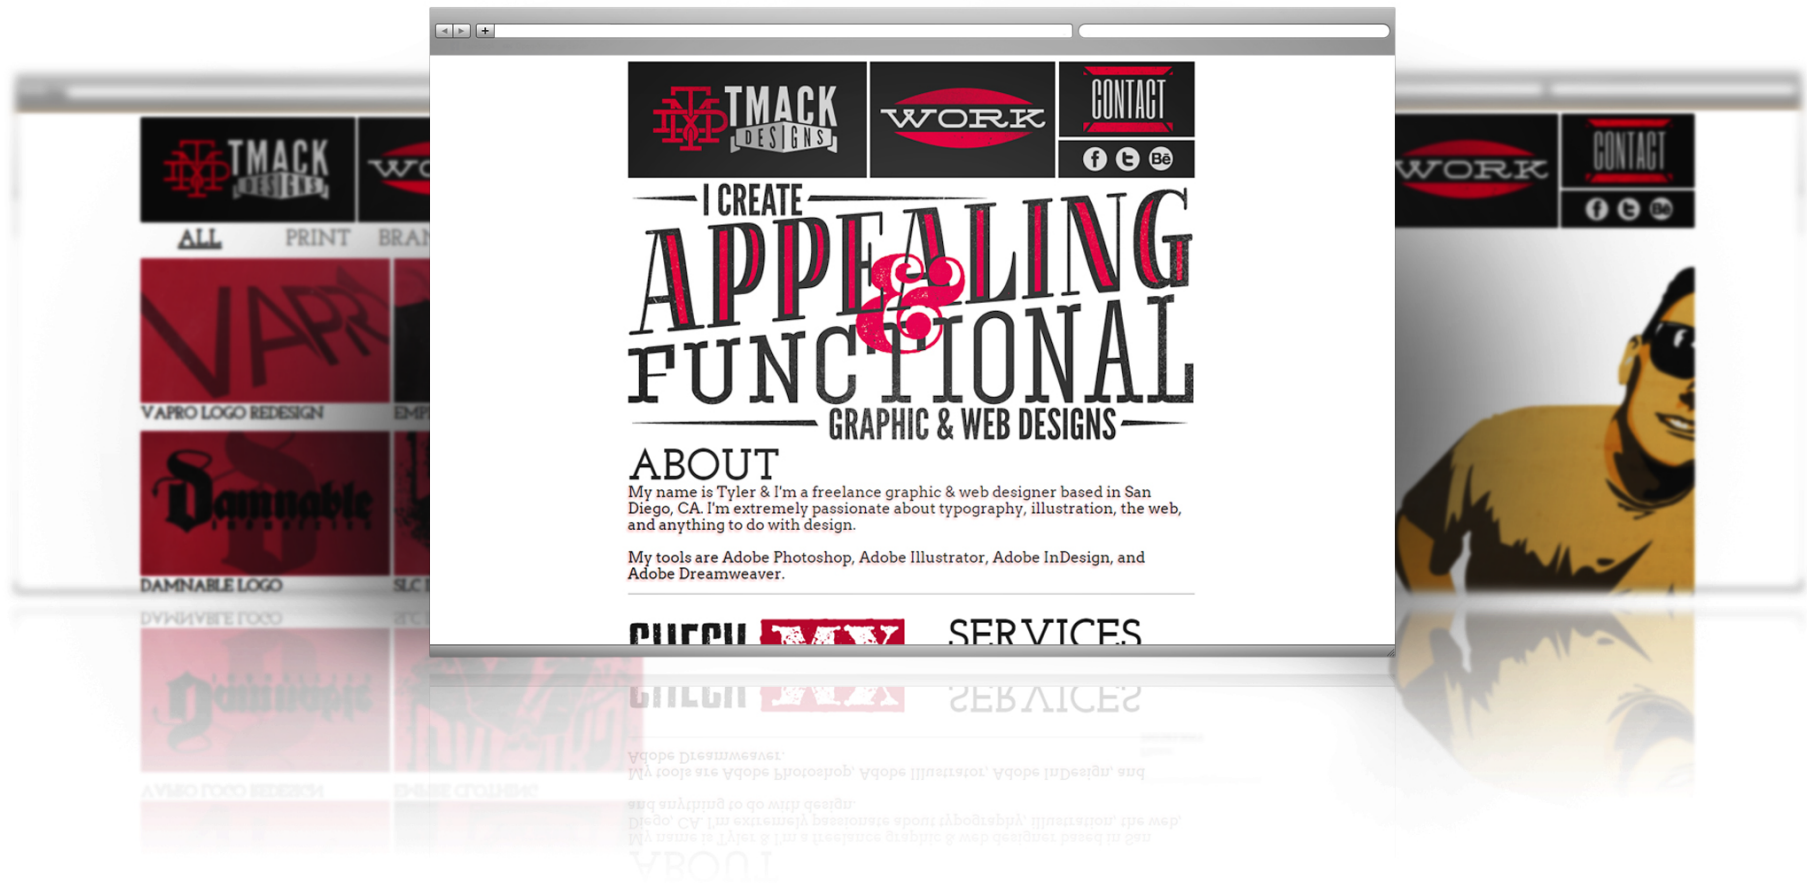 TMACK
DESIGNS
WORK
CONTACT
I CREATE
APPEALING
&
FUNCTIONAL
GRAPHIC & WEB DESIGNS
ABOUT
My name is Tyler & I'm a freelance graphic & web designer based in San
Diego, CA. I'm extremely passionate about typography, illustration, the web,
and anything to do with design.
My tools are Adobe Photoshop, Adobe Illustrator, Adobe InDesign, and
Adobe Dreamweaver.
CHECK MY
SERVICES
TMACK
DESIGNS
ALL
PRINT
VAPRO LOGO REDESIGN
Damnable
DAMNABLE LOGO
SLC
WORK
CONTACT